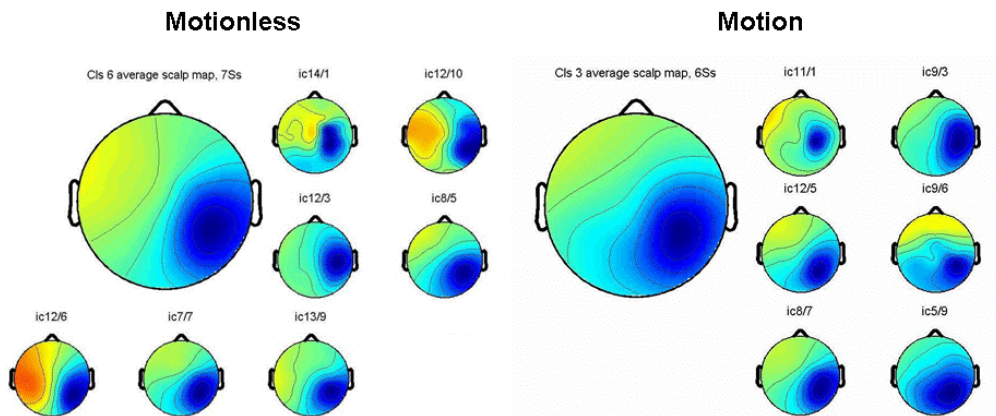 Motionless
Cls 6 average scalp map, 7Ss
ic14/1
ic12/10
ic12/3
ic8/5
ic12/6
ic7/7
ic13/9
Motion
Cls 3 average scalp map, 6Ss
ic11/1
ic9/3
ic12/5
ic9/6
ic8/7
ic5/9